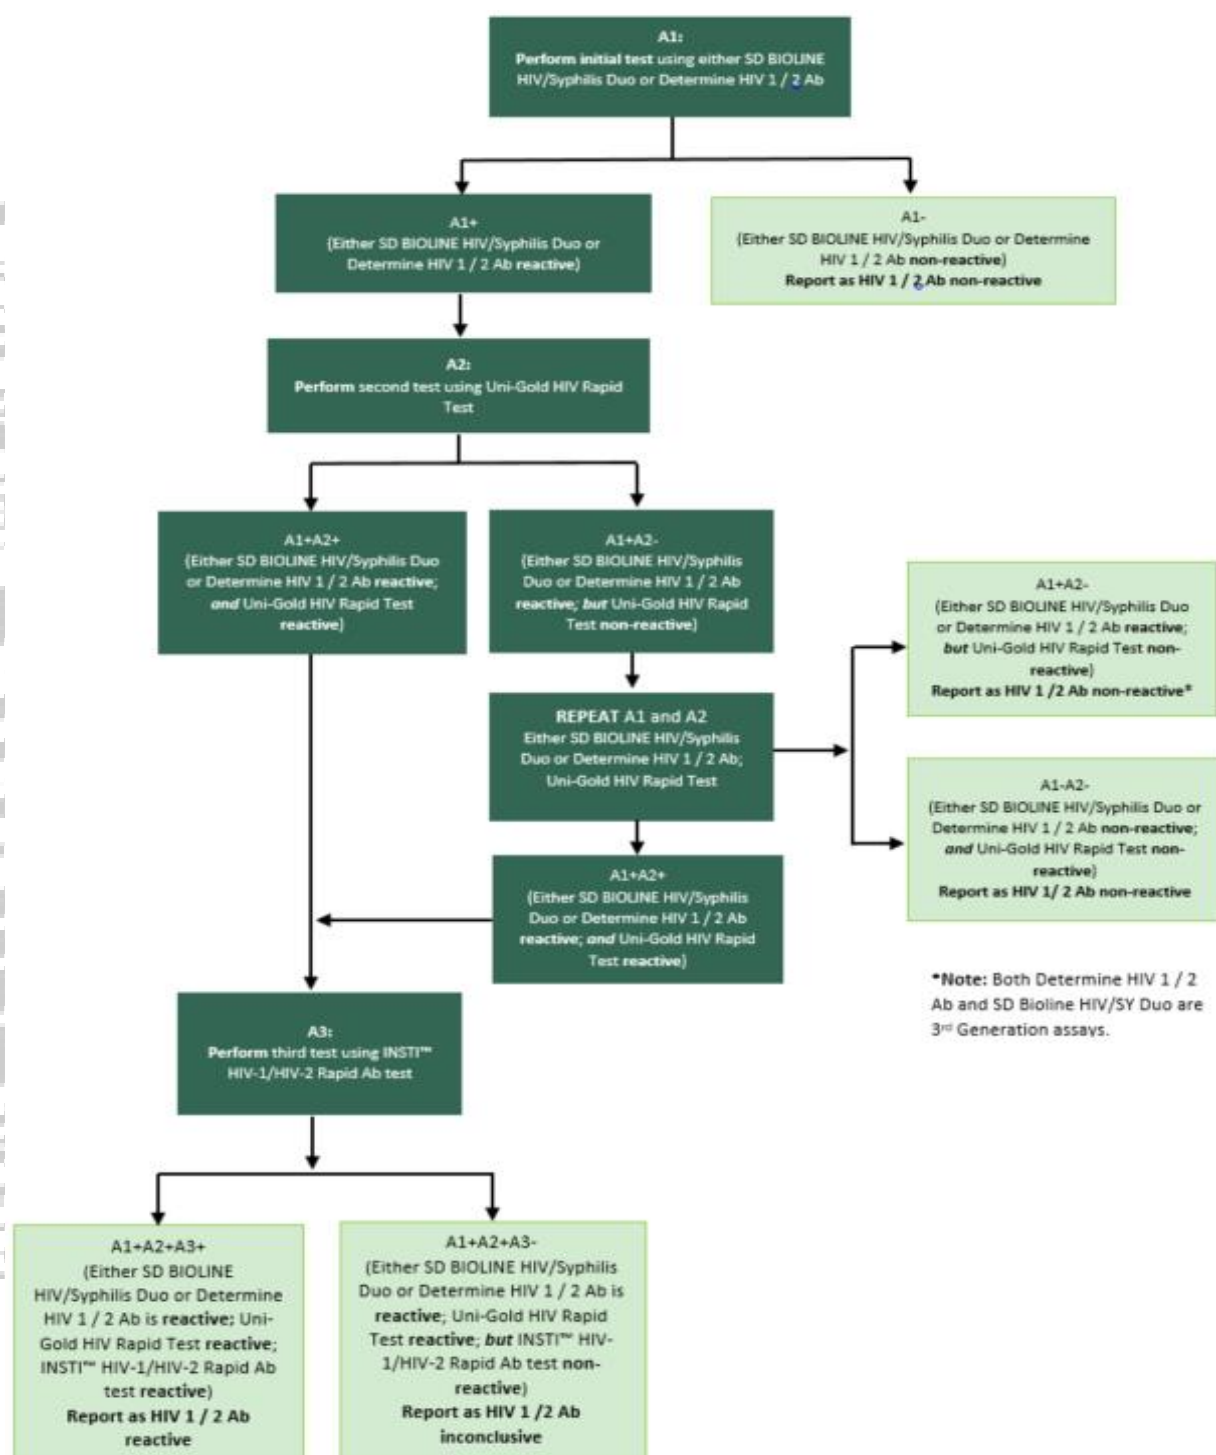 A1:
Perform initial test using either SD BIOLINE
HIV/Syphilis Duo or Determine HIV 1 / 2 Ab
A1+
(Either SD BIOLINE HIV/Syphilis Duo or
Determine HIV 1 / 2 Ab reactive)
A1-
(Either SD BIOLINE HIV/Syphilis Duo or Determine
HIV 1 / 2 Ab non-reactive)
Report as HIV 1 / 2 Ab non-reactive
A2:
Perform second test using Uni-Gold HIV Rapid
Test
A1+A2+
(Either SD BIOLINE HIV/Syphilis Duo
or Determine HIV 1 / 2 Ab reactive;
and Uni-Gold HIV Rapid Test
reactive)
A1+A2-
(Either SD BIOLINE HIV/Syphilis
Duo or Determine HIV 1 / 2 Ab
reactive; but Uni-Gold HIV Rapid
Test non-reactive)
A1+A2-
(Either SD BIOLINE HIV/Syphilis Duo
or Determine HIV 1 / 2 Ab reactive;
but Uni-Gold HIV Rapid Test non-
reactive)
Report as HIV 1 /2 Ab non-reactive*
REPEAT A1 and A2
Either SD BIOLINE HIV/Syphilis
Duo or Determine HIV 1 / 2 Ab;
Uni-Gold HIV Rapid Test
A1-A2-
(Either SD BIOLINE HIV/Syphilis Duo or
Determine HIV 1 / 2 Ab non-reactive;
and Uni-Gold HIV Rapid Test non-
reactive)
Report as HIV 1/ 2 Ab non-reactive
A1+A2+
(Either SD BIOLINE HIV/Syphilis
Duo or Determine HIV 1 / 2 Ab
reactive; and Uni-Gold HIV Rapid
Test reactive)
*Note: Both Determine HIV 1 / 2
Ab and SD Bioline HIV/SY Duo are
3rd Generation assays.
A3:
Perform third test using INSTI™
HIV-1/HIV-2 Rapid Ab test
A1+A2+A3+
(Either SD BIOLINE
HIV/Syphilis Duo or Determine
HIV 1 / 2 Ab is reactive; Uni-
Gold HIV Rapid Test reactive;
INSTI™ HIV-1/HIV-2 Rapid Ab
test reactive)
Report as HIV 1 / 2 Ab
reactive
A1+A2+A3-
(Either SD BIOLINE HIV/Syphilis
Duo or Determine HIV 1 / 2 Ab is
reactive; Uni-Gold HIV Rapid
Test reactive; but INSTI™ HIV-
1/HIV-2 Rapid Ab test non-
reactive)
Report as HIV 1 /2 Ab
inconclusive